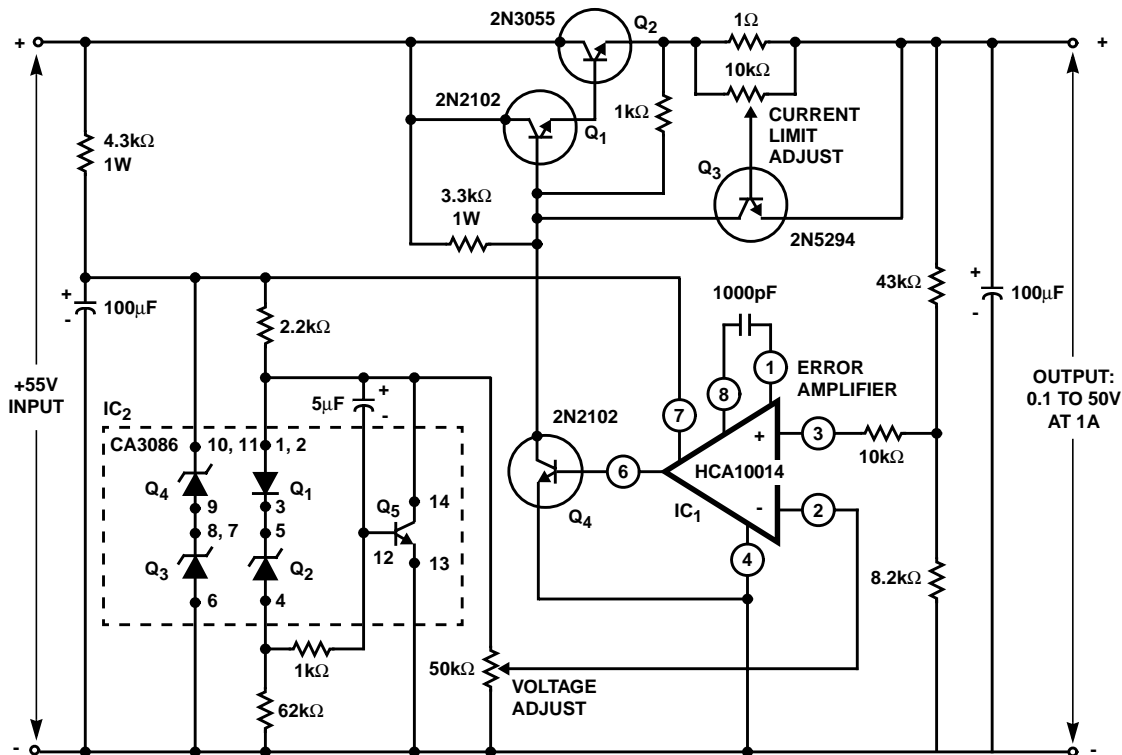 2N3055
Q2
1Ω
+
+
10kΩ
2N2102
Q1
1kΩ
CURRENT
LIMIT
ADJUST
4.3kΩ
1W
Q3
3.3kΩ
1W
2N5294
43kΩ
+
-
100μF
1000pF
+
-
100μF
2.2kΩ
1
ERROR
AMPLIFIER
+55V
INPUT
OUTPUT:
0.1 TO 50V
AT 1A
8
IC2
5μF
+
-
2N2102
7
CA3086
10, 11
1, 2
+
3
6
HCA10014
10kΩ
Q4
Q1
14
9
3
Q5
IC1
-
2
8, 7
5
Q4
12
13
4
Q3
Q2
8.2kΩ
6
4
1kΩ
50kΩ
VOLTAGE
ADJUST
62kΩ
-
-